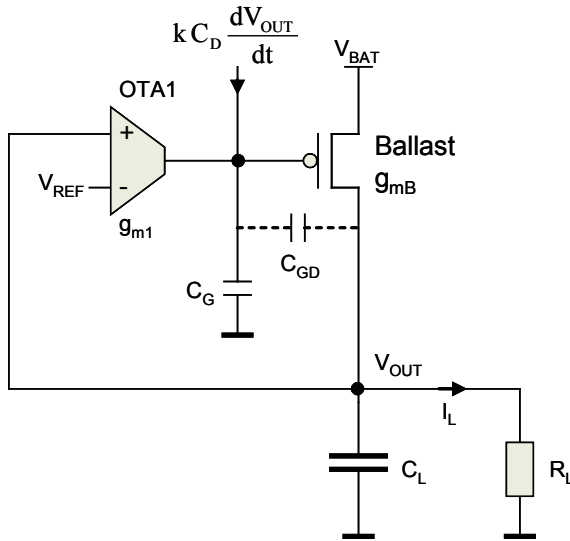 k C_D dV_OUT
dt
V_BAT
OTA1
+
V_REF
-
g_m1
Ballast
g_mB
C_GD
C_G
V_OUT
I_L
C_L
R_L